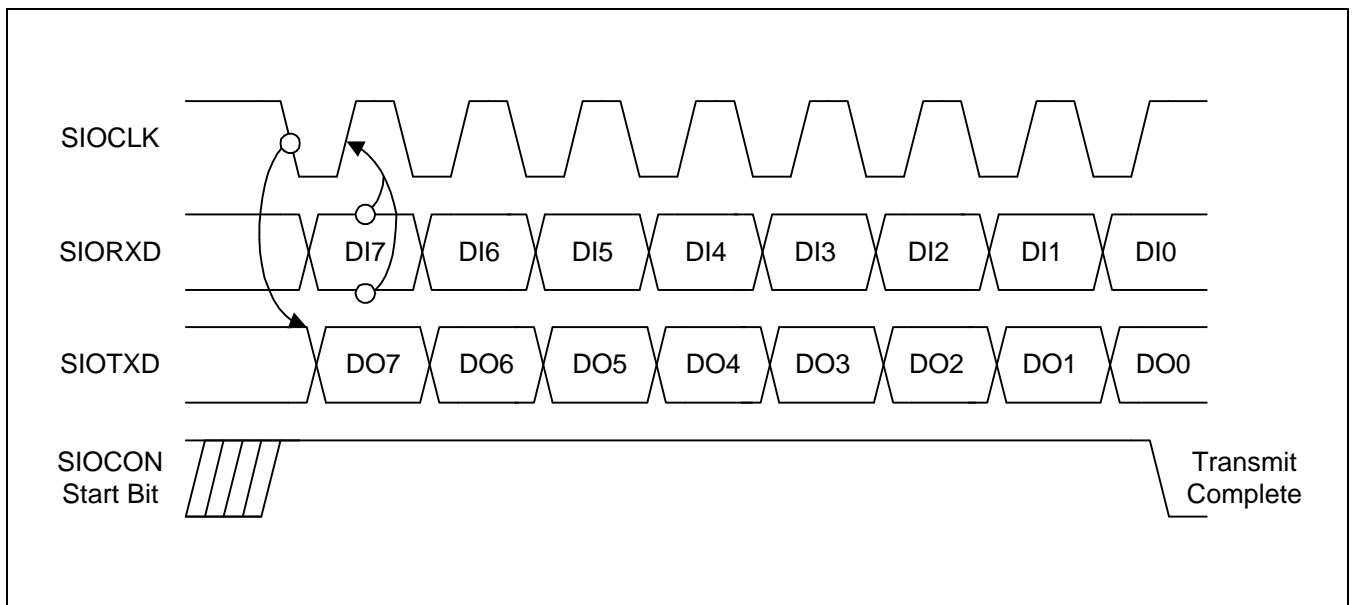 SIOCLK
SIORXD
DI7 DI6 DI5 DI4 DI3 DI2 DI1 DI0
SIOTXD
DO7 DO6 DO5 DO4 DO3 DO2 DO1 DO0
SIOCON
Start Bit
Transmit
Complete